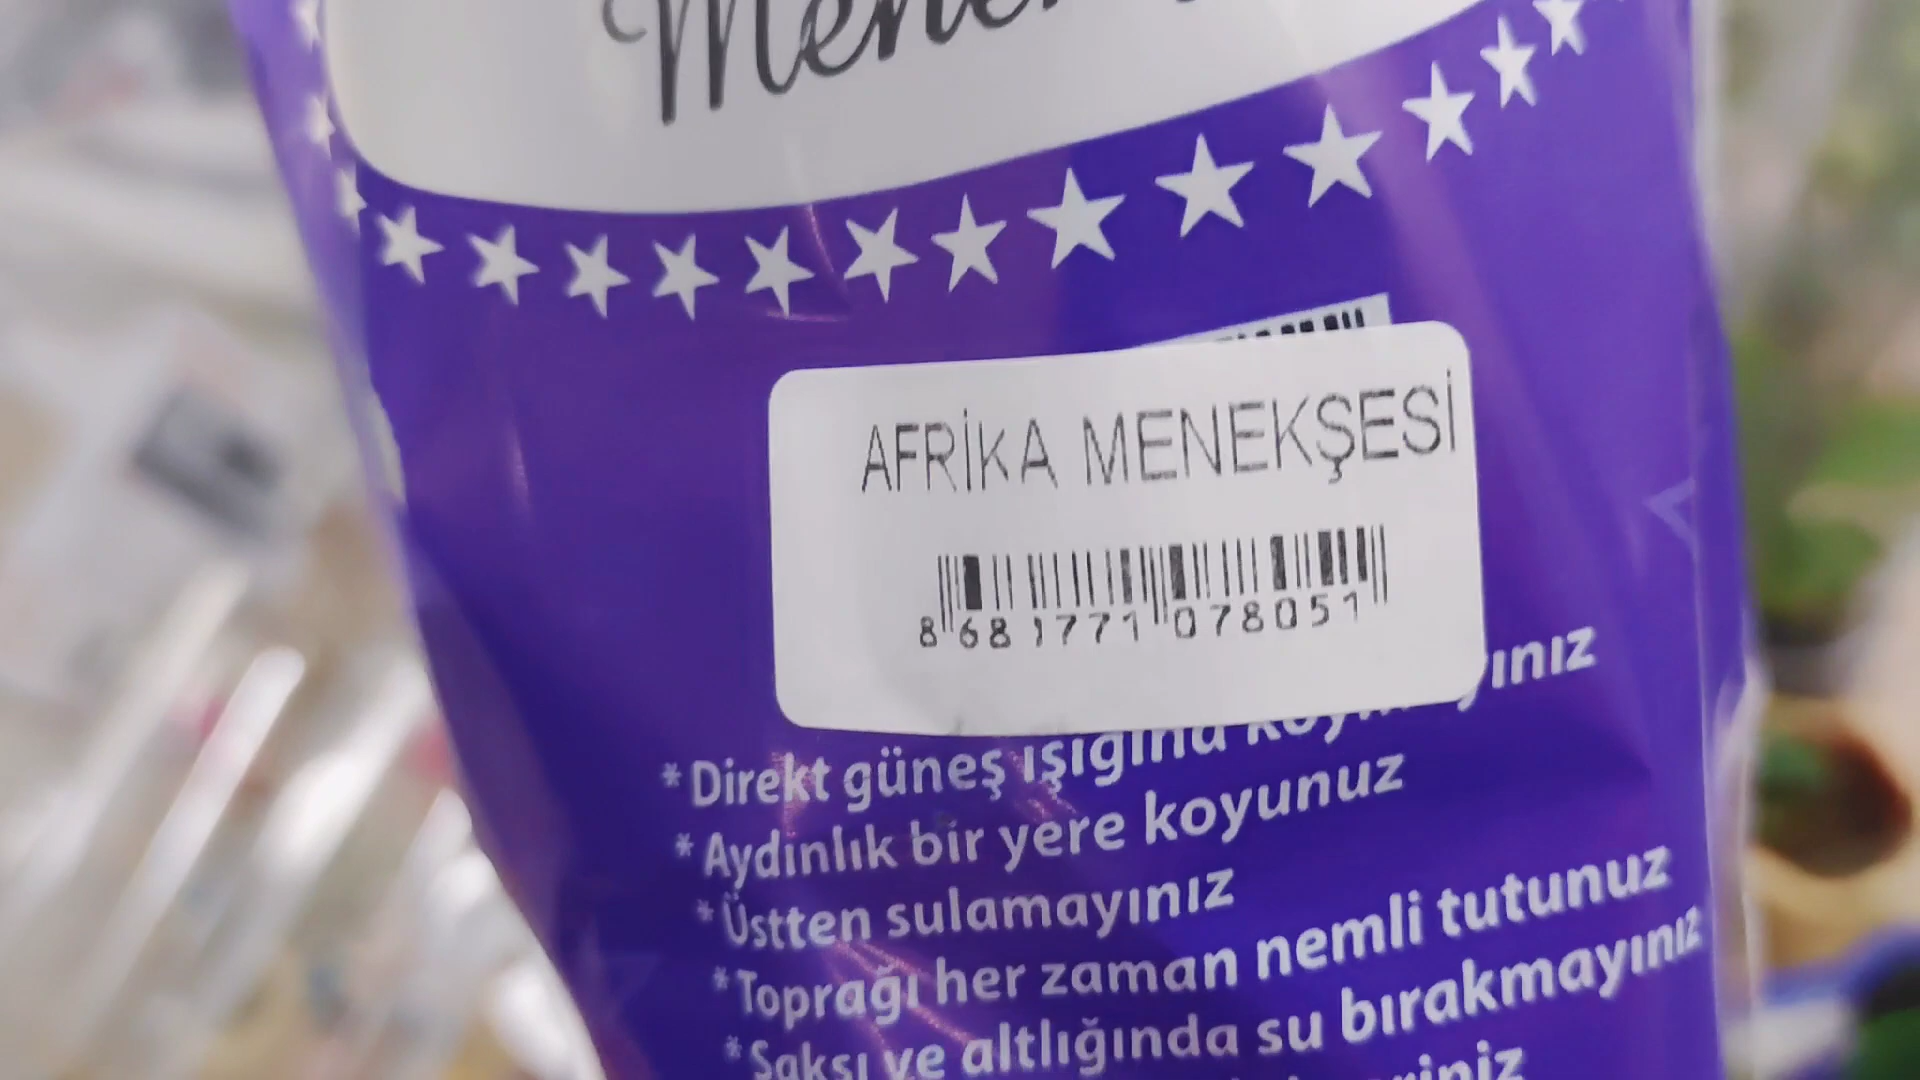 AFRİKA MENEKŞESİ
8 681771 078051
*Direkt güneş ışığına koymayınız
*Aydınlık bir yere koyunuz
*Üstten sulamayınız
*Toprağı her zaman nemli tutunuz
*Saksı ve altlığında su bırakmayınız